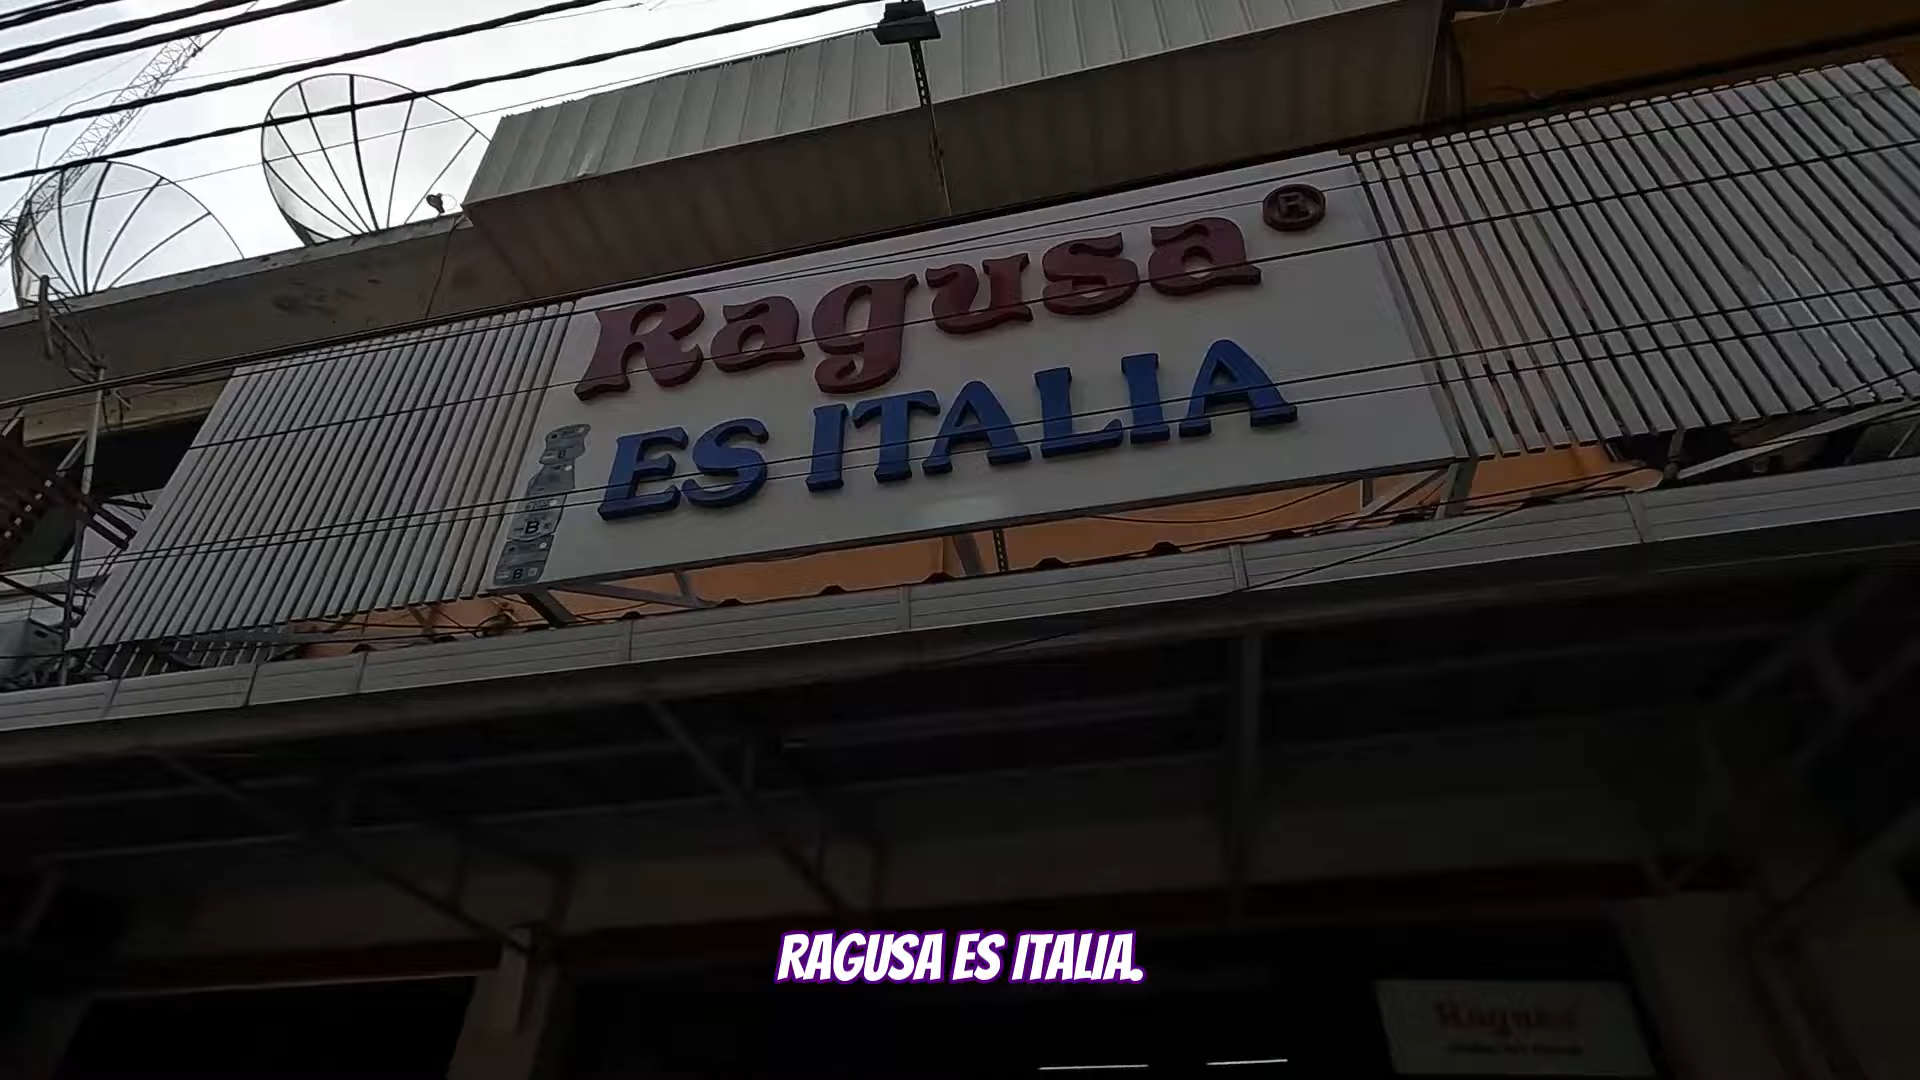 Ragusa®
ES ITALIA
B
B
B
RAGUSA ES ITALIA.
Ragusa